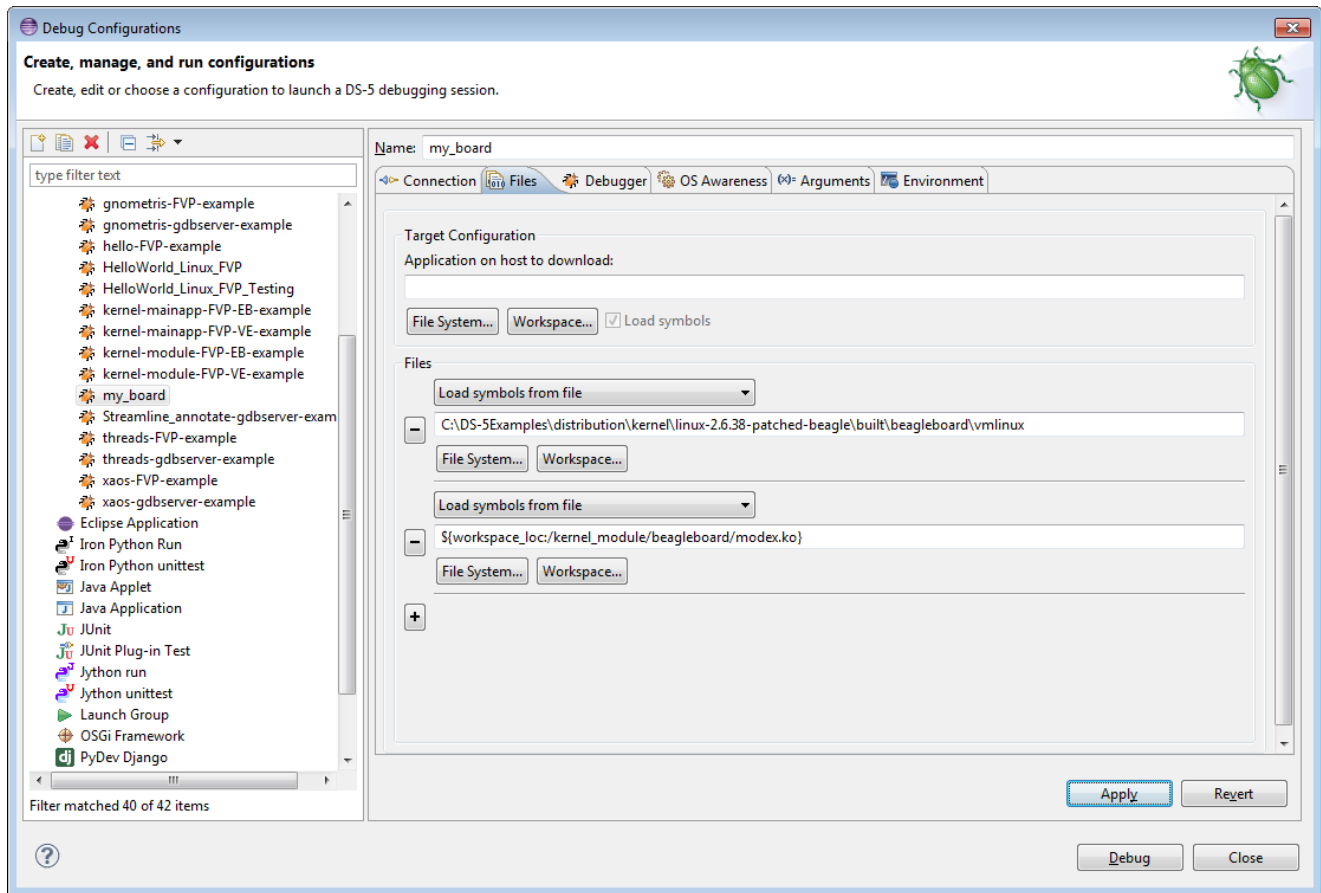 Debug Configurations
Create, manage, and run configurations
Create, edit or choose a configuration to launch a DS-5 debugging session.
type filter text
gnometris-FVP-example
gnometris-gdbserver-example
hello-FVP-example
HelloWorld_Linux_FVP
HelloWorld_Linux_FVP_Testing
kernel-mainapp-FVP-EB-example
kernel-mainapp-FVP-VE-example
kernel-module-FVP-EB-example
kernel-module-FVP-VE-example
my_board
Streamline_annotate-gdbserver-exam
threads-FVP-example
threads-gdbserver-example
xaos-FVP-example
xaos-gdbserver-example
Eclipse Application
Iron Python Run
Iron Python unittest
Java Applet
Java Application
JUnit
JUnit Plug-in Test
Jython run
Jython unittest
Launch Group
OSGi Framework
dj PyDev Django
Filter matched 40 of 42 items
Name: my_board
Connection Files Debugger OS Awareness (x)= Arguments Environment
Target Configuration
Application on host to download:
File System... Workspace... Load symbols
Files
Load symbols from file
C:\DS-5Examples\distribution\kernel\linux-2.6.38-patched-beagle\built\beagleboard\vmlinux
File System... Workspace...
Load symbols from file
${workspace_loc:/kernel_module/beagleboard/modex.ko}
File System... Workspace...
Apply Revert
Debug Close